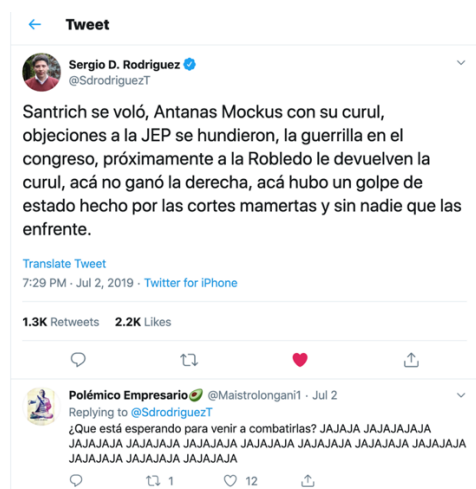 Tweet
Sergio D. Rodriguez
@SdrodriguezT
Santrich se voló, Antanas Mockus con su curul,
objeciones a la JEP se hundieron, la guerrilla en el
congreso, próximamente a la Robledo le devuelven la
curul, acá no ganó la derecha, acá hubo un golpe de
estado hecho por las cortes mamertas y sin nadie que las
enfrente.
Translate Tweet
7:29 PM · Jul 2, 2019 · Twitter for iPhone
1.3K Retweets 2.2K Likes
Polémico Empresario🥑 @Maistrolongani1 · Jul 2
Replying to @SdrodriguezT
¿Que está esperando para venir a combatirlas? JAJAJA JAJAJAJAJA
JAJAJAJA JAJAJAJA JAJAJAJA JAJAJAJA JAJAJAJA JAJAJAJA JAJAJAJA
JAJAJAJA JAJAJAJA JAJAJAJA
1 12